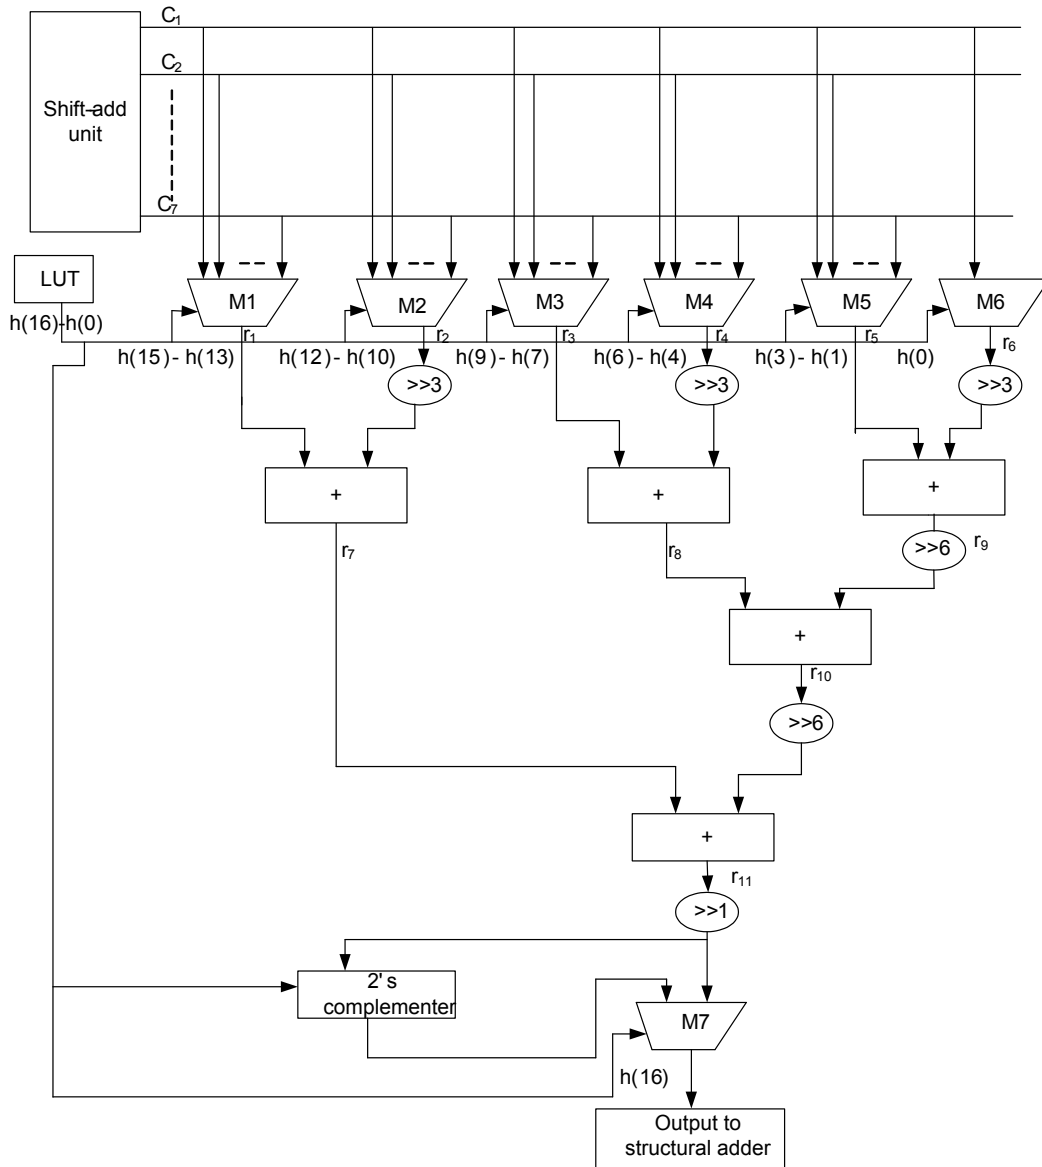 C₁
C₂
Shift-add
unit
C₇
LUT
M1
M2
M3
M4
M5
M6
h(16)-h(0)
r₁
r₂
r₃
r₄
r₅
r₆
h(15) - h(13)
h(12) - h(10)
h(9) - h(7)
h(6) - h(4)
h(3) - h(1)
h(0)
>>3
>>3
>>3
+
+
+
r₇
r₈
r₉
>>6
+
r₁₀
>>6
+
r₁₁
>>1
2's
complementer
M7
h(16)
Output to
structural adder